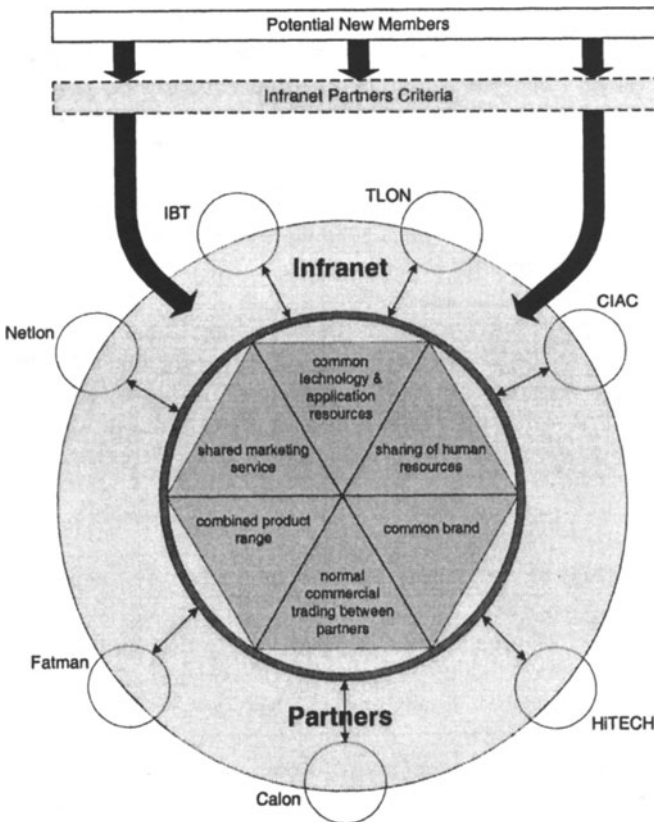 Potential New Members
Infranet Partners Criteria
IBT
TLON
Infranet
CIAC
Netlon
common
technology &
application
resources
shared marketing
service
sharing of human
resources
combined product
range
common brand
normal
commercial
trading between
partners
Fatman
Partners
HiTECH
Calon